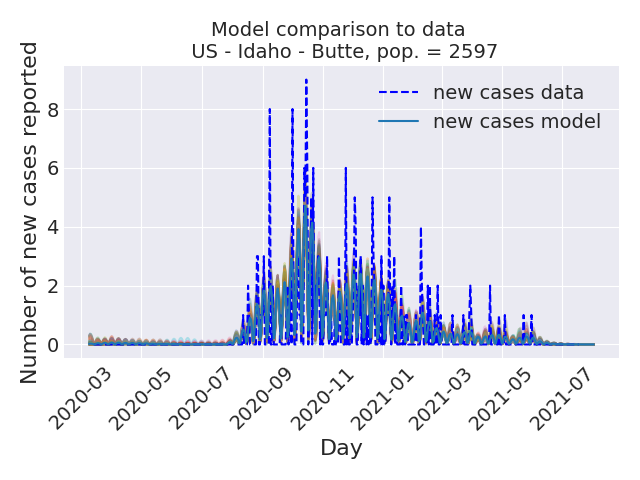 Model comparison to data
US - Idaho - Butte, pop. = 2597
Number of new cases reported
8
6
4
2
0
new cases data
new cases model
2020-03
2020-05
2020-07
2020-09
2020-11
2021-01
2021-03
2021-05
2021-07
Day